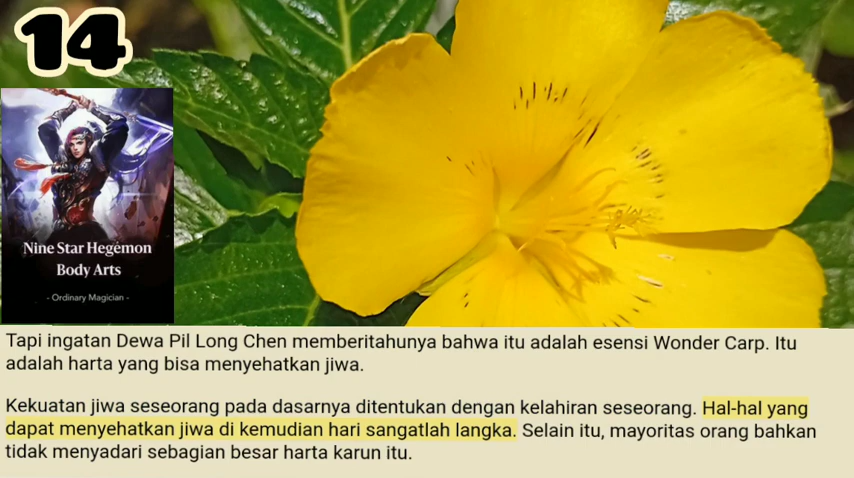 14
Nine Star Hegemon
Body Arts
- Ordinary Magician -
Tapi ingatan Dewa Pil Long Chen memberitahunya bahwa itu adalah esensi Wonder Carp. Itu
adalah harta yang bisa menyehatkan jiwa.
Kekuatan jiwa seseorang pada dasarnya ditentukan dengan kelahiran seseorang. Hal-hal yang
dapat menyehatkan jiwa di kemudian hari sangatlah langka. Selain itu, mayoritas orang bahkan
tidak menyadari sebagian besar harta karun itu.